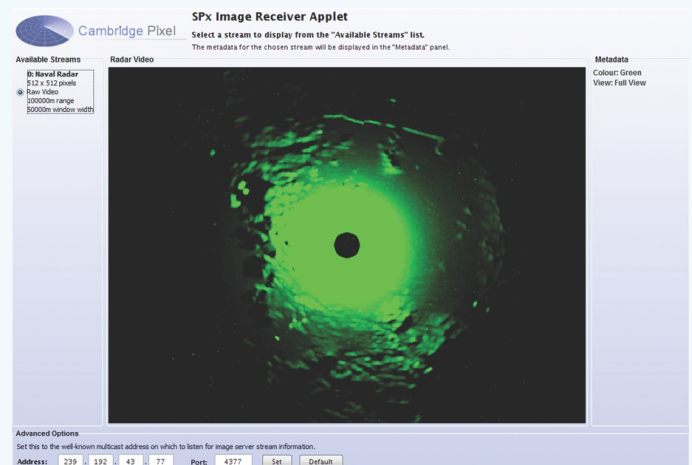 Cambridge Pixel
SPx Image Receiver Applet
Select a stream to display from the "Available Streams" list.
The metadata for the chosen stream will be displayed in the "Metadata" panel.
Available Streams
0: Naval Radar
512 x 512 pixels
Raw Video
100000m range
50000m window width
Radar Video
Metadata
Colour: Green
View: Full View
Advanced Options
Set this to the well-known multicast address on which to listen for image server stream information.
Address: 239 . 192 . 43 . 77 Port: 4377 Set Default